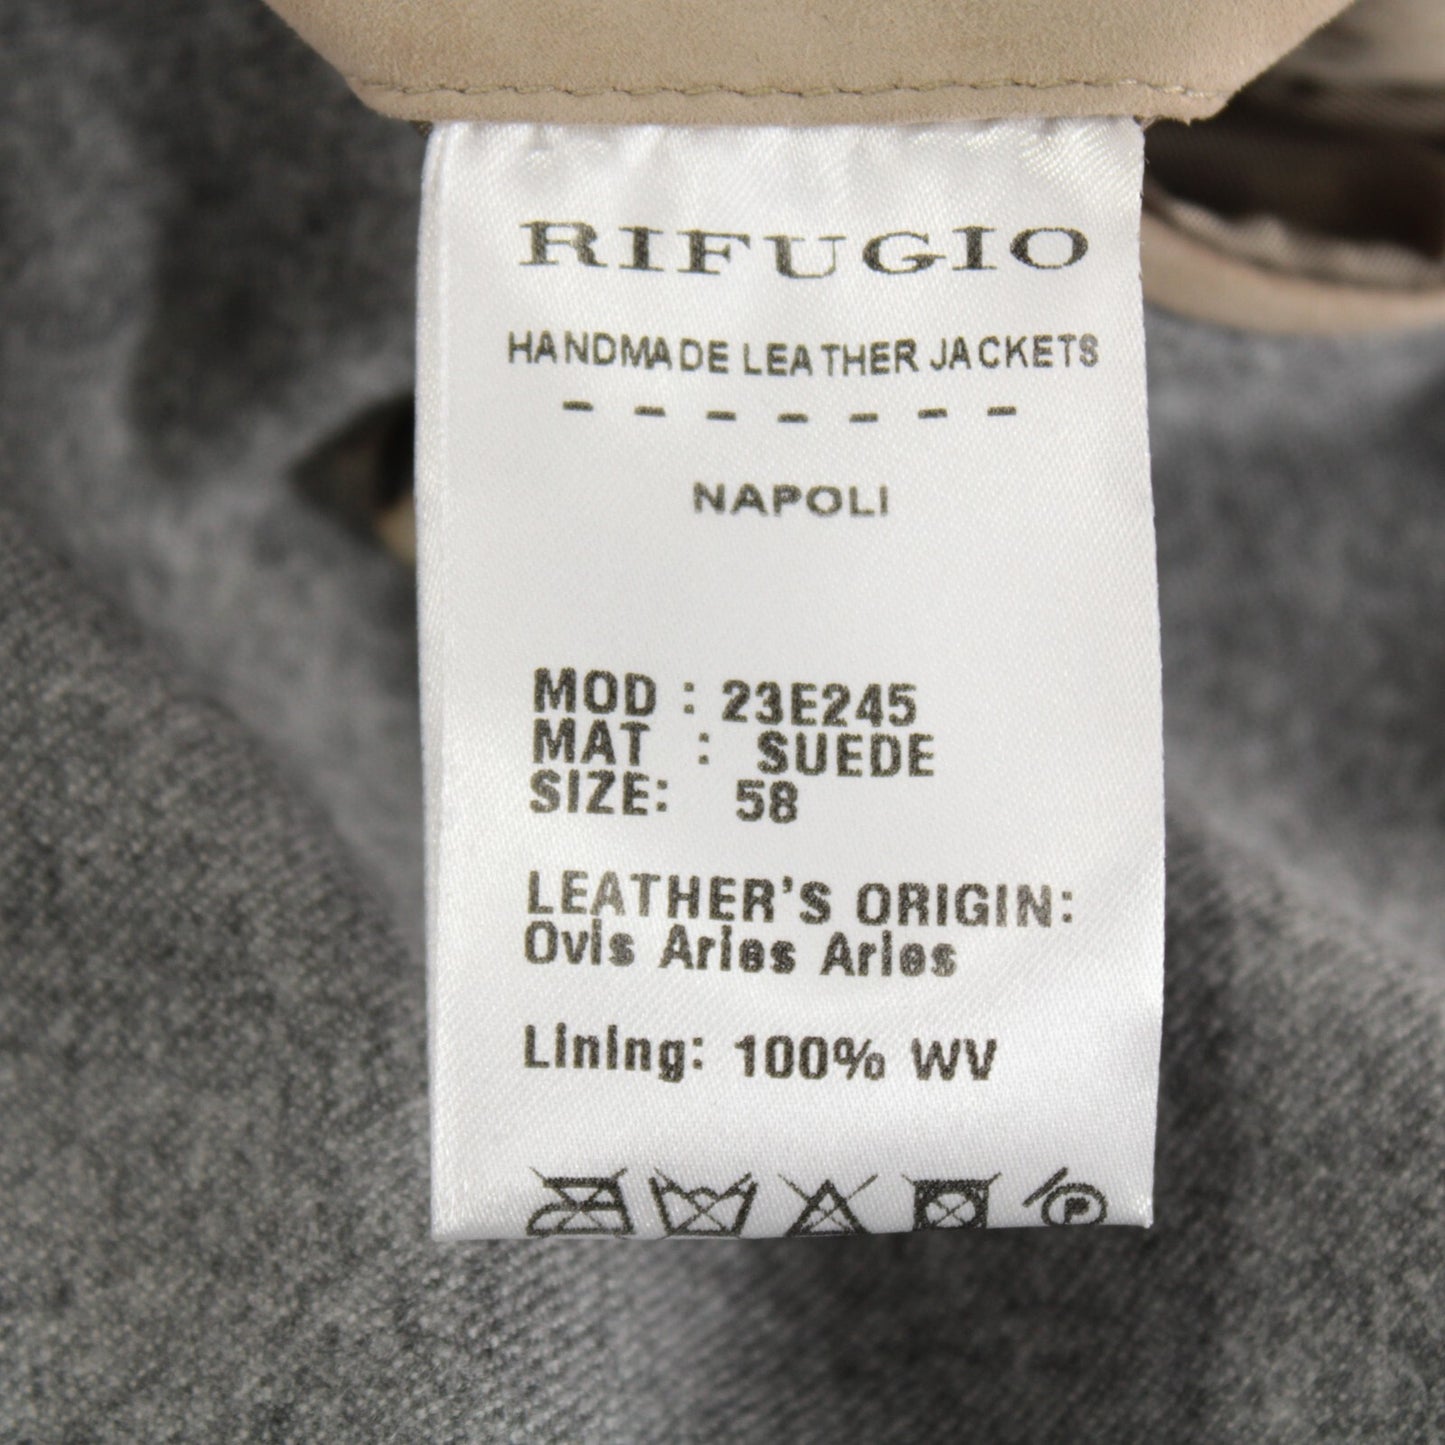 RIFUGIO
HANDMADE LEATHER JACKETS
- - - - - - -
NAPOLI
MOD : 23E245
MAT : SUEDE
SIZE: 58
LEATHER'S ORIGIN:
Ovis Aries Aries
Lining: 100% WV
P